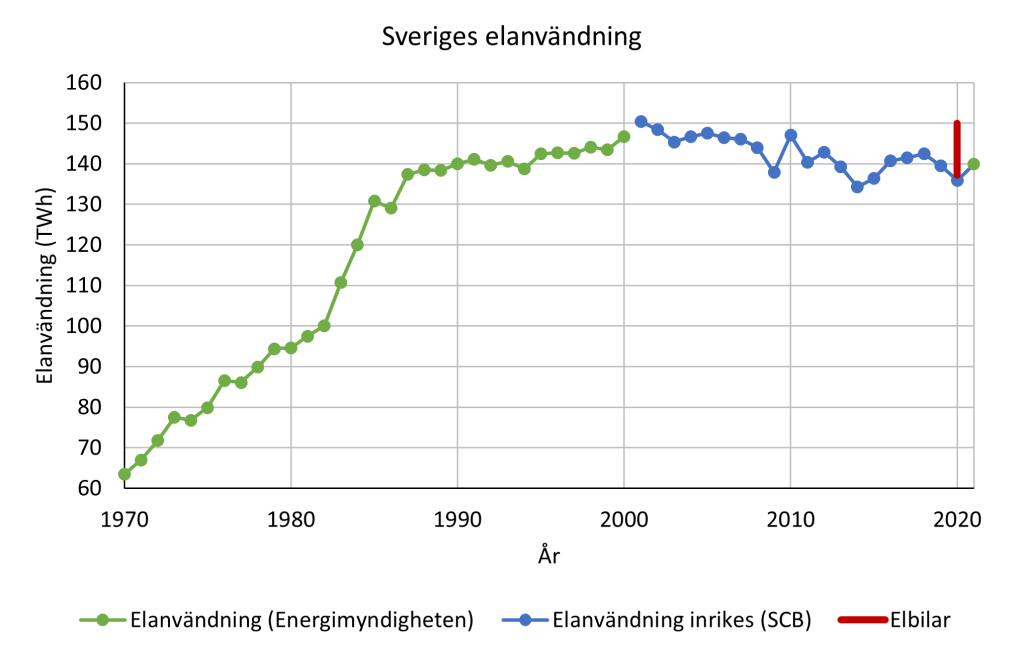 Sveriges elanvändning
Elanvändning (TWh)
160
150
140
130
120
110
100
90
80
70
60
1970 1980 1990 2000 2010 2020
År
Elanvändning (Energimyndigheten) Elanvändning inrikes (SCB) Elbilar